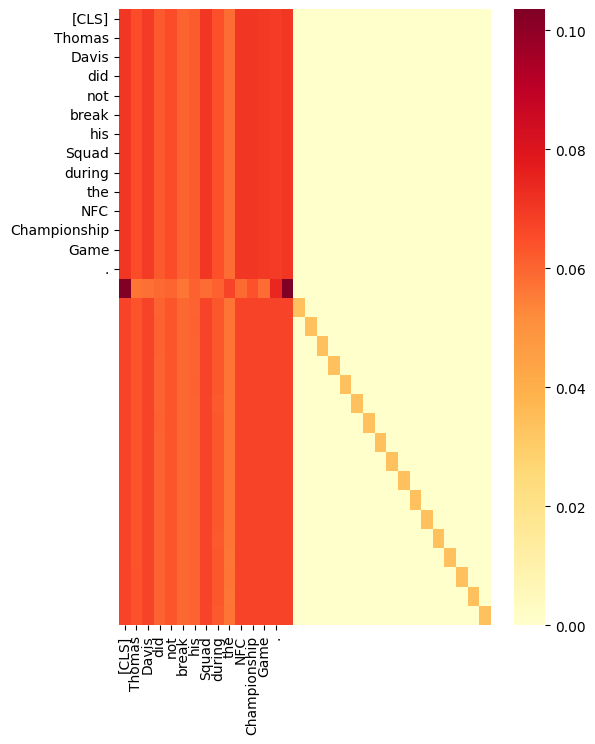 [CLS]
Thomas
Davis
did
not
break
his
Squad
during
the
NFC
Championship
Game
.
0.10
0.08
0.06
0.04
0.02
0.00
[CLS]
Thomas
Davis
did
not
break
his
Squad
during
the
NFC
Championship
Game
.